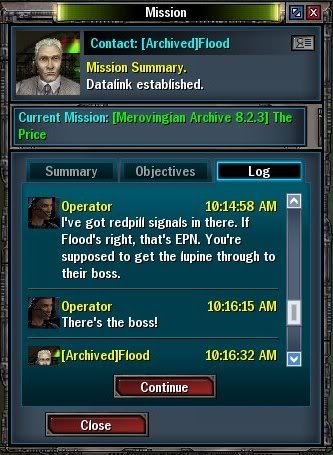 Mission
Contact: [Archived]Flood
Mission Summary.
Datalink established.
Current Mission: [Merovingian Archive 8.2.3] The
Price
Summary
Objectives
Log
Operator 10:14:58 AM
I've got redpill signals in there. If
Flood's right, that's EPN. You're
supposed to get the lupine through to
their boss.
Operator 10:16:15 AM
There's the boss!
[Archived]Flood 10:16:32 AM
Continue
Close